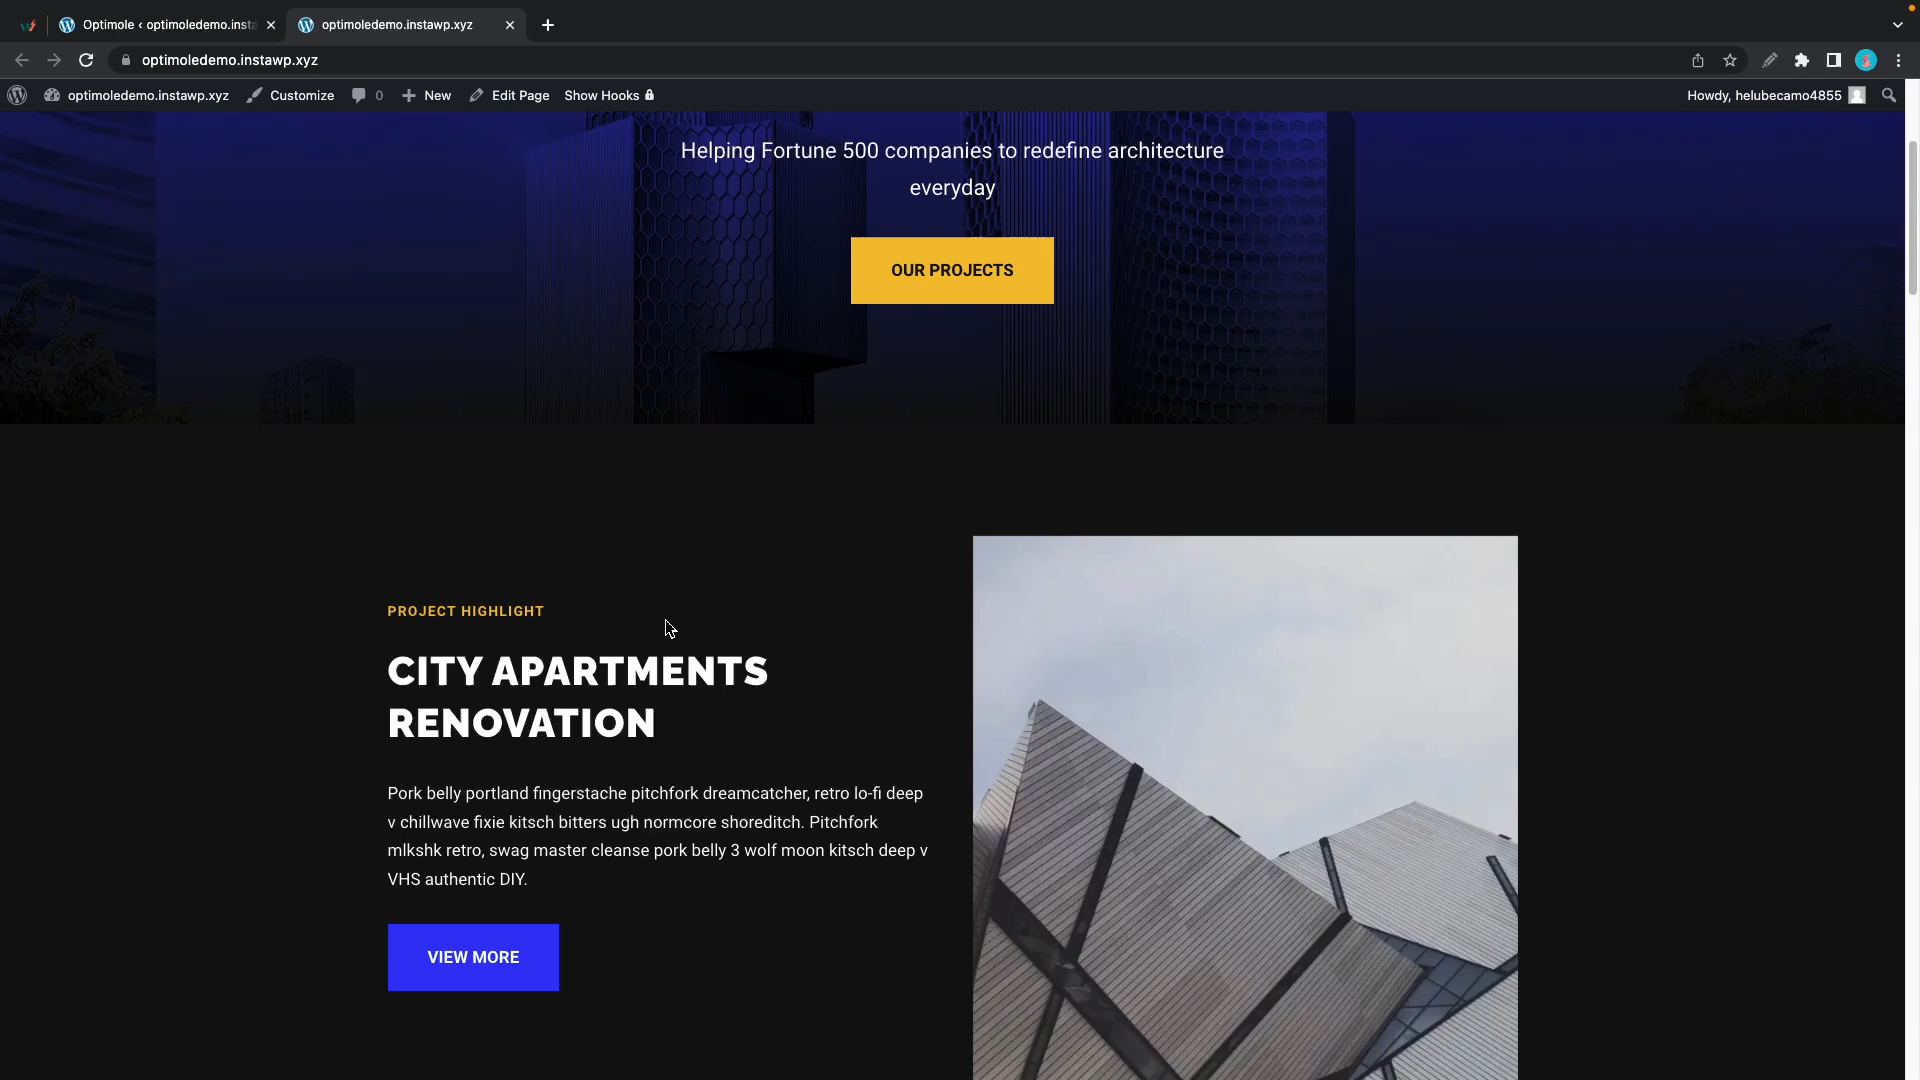 Optimole ‹ optimoledemo.insta
optimoledemo.instawp.xyz
optimoledemo.instawp.xyz
optimoledemo.instawp.xyz
Customize
0
New
Edit Page
Show Hooks
Howdy, helubecamo4855
Helping Fortune 500 companies to redefine architecture
everyday
OUR PROJECTS
PROJECT HIGHLIGHT
CITY APARTMENTS
RENOVATION
Pork belly portland fingerstache pitchfork dreamcatcher, retro lo-fi deep
v chillwave fixie kitsch bitters ugh normcore shoreditch. Pitchfork
mlkshk retro, swag master cleanse pork belly 3 wolf moon kitsch deep v
VHS authentic DIY.
VIEW MORE